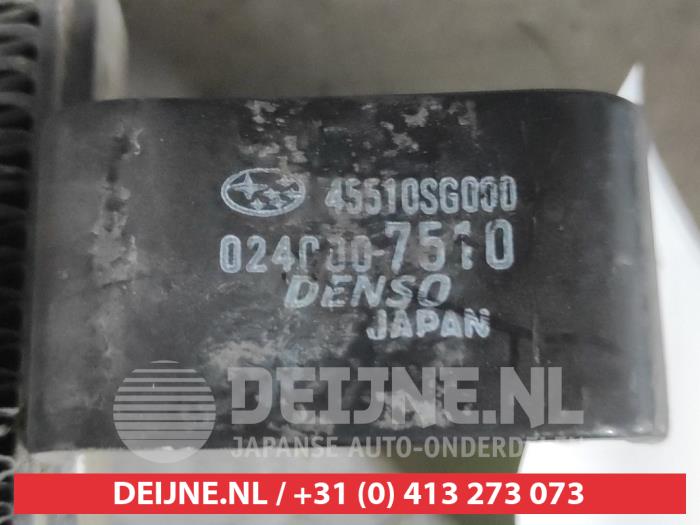 45510SG000
024000-7510
DENSO
JAPAN
DEIJNE.NL
JAPANSE AUTO-ONDERDELEN
DEIJNE.NL / +31 (0) 413 273 073